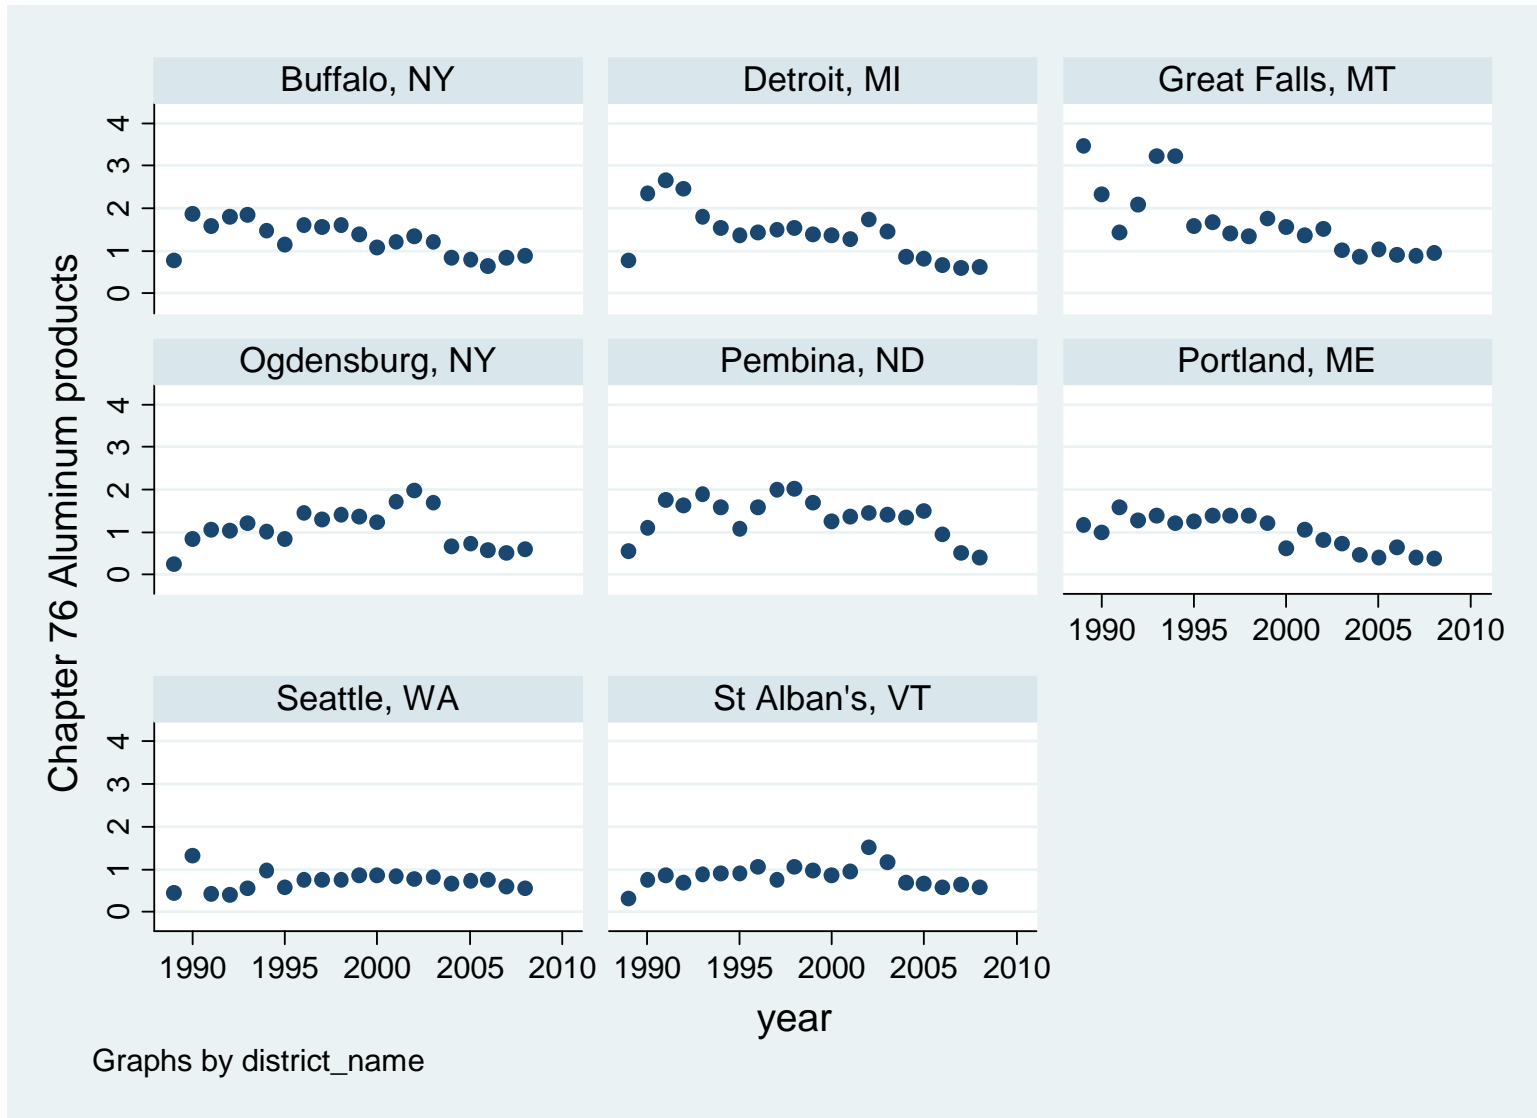 Buffalo, NY
Detroit, MI
Great Falls, MT
4
3
2
1
0
Ogdensburg, NY
Pembina, ND
Portland, ME
4
3
2
1
0
1990 1995 2000 2005 2010
Seattle, WA
St Alban's, VT
4
3
2
1
0
1990 1995 2000 2005 2010
1990 1995 2000 2005 2010
Chapter 76 Aluminum products
year
Graphs by district_name